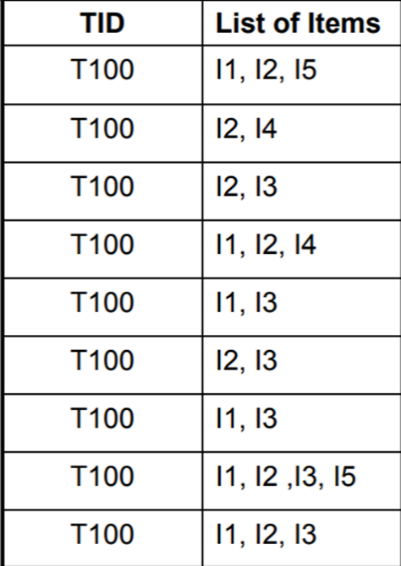 TID List of Items
T100 I1, I2, I5
T100 I2, I4
T100 I2, I3
T100 I1, I2, I4
T100 I1, I3
T100 I2, I3
T100 I1, I3
T100 I1, I2 ,I3, I5
T100 I1, I2, I3